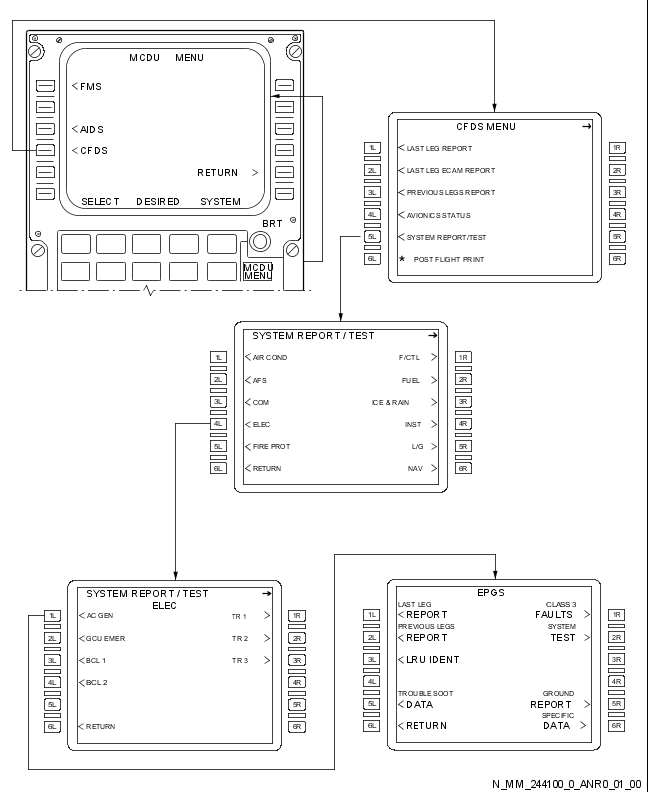 MCDU MENU
<FMS
<AIDS
<CFDS
RETURN >
SELECT DESIRED SYSTEM
BRT
MCDU
MENU
CFDS MENU →
1L < LAST LEG REPORT 1R
2L < LAST LEG ECAM REPORT 2R
3L < PREVIOUS LEGS REPORT 3R
4L < AVIONICS STATUS 4R
5L < SYSTEM REPORT/TEST 5R
6L * POST FLIGHT PRINT 6R
SYSTEM REPORT / TEST →
1L < AIR COND F/CTL > 1R
2L < AFS FUEL > 2R
3L < COM ICE & RAIN > 3R
4L < ELEC INST > 4R
5L < FIRE PROT L/G > 5R
6L < RETURN NAV > 6R
SYSTEM REPORT / TEST →
ELEC
1L < AC GEN TR 1 > 1R
2L < GCU EMER TR 2 > 2R
3L < BCL 1 TR 3 > 3R
4L < BCL 2 4R
5L 5R
6L < RETURN 6R
EPGS
LAST LEG CLASS 3
1L < REPORT FAULTS > 1R
PREVIOUS LEGS SYSTEM
2L < REPORT TEST > 2R
3L < LRU IDENT 3R
4L 4R
TROUBLE SOOT GROUND
5L < DATA REPORT > 5R
SPECIFIC
6L < RETURN DATA > 6R
N_MM_244100_0_ANR0_01_00